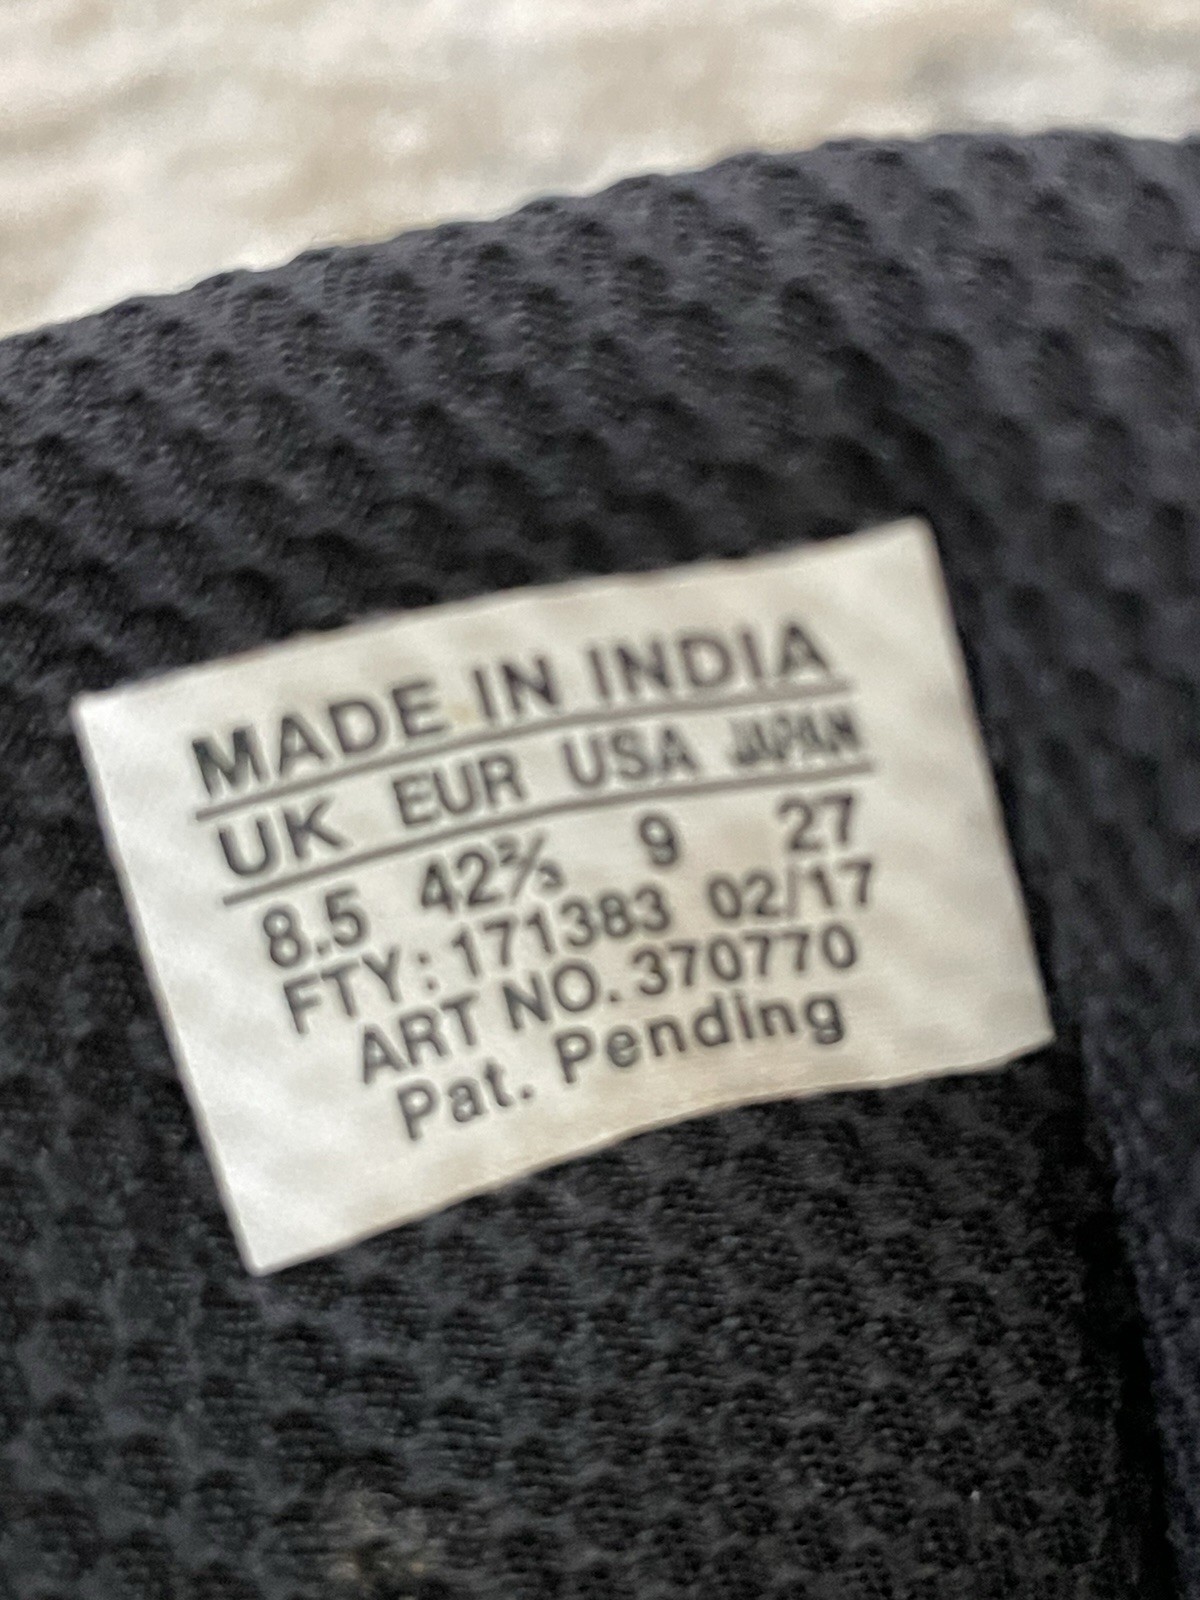 MADE IN INDIA
UK EUR USA JAPAN
8.5 42⅔ 9 27
FTY: 171383 02/17
ART NO. 370770
Pat. Pending